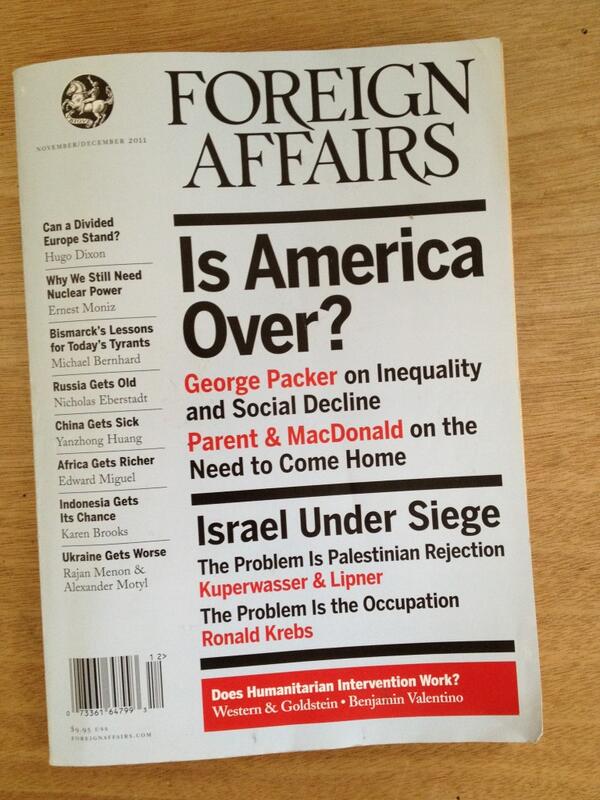 FOREIGN
AFFAIRS
NOVEMBER/DECEMBER 2011
Can a Divided
Europe Stand?
Hugo Dixon
Why We Still Need
Nuclear Power
Ernest Moniz
Bismarck's Lessons
for Today's Tyrants
Michael Bernhard
Russia Gets Old
Nicholas Eberstadt
China Gets Sick
Yanzhong Huang
Africa Gets Richer
Edward Miguel
Indonesia Gets
Its Chance
Karen Brooks
Ukraine Gets Worse
Rajan Menon &
Alexander Motyl
Is America
Over?
George Packer on Inequality
and Social Decline
Parent & MacDonald on the
Need to Come Home
Israel Under Siege
The Problem Is Palestinian Rejection
Kuperwasser & Lipner
The Problem Is the Occupation
Ronald Krebs
Does Humanitarian Intervention Work?
Western & Goldstein • Benjamin Valentino
12>
0 73361 64799 3
$9.95 USA
FOREIGNAFFAIRS.COM